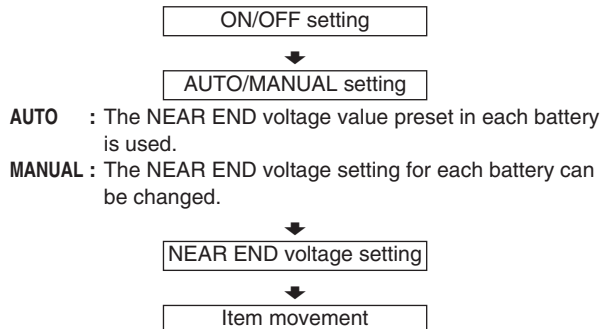 ON/OFF setting
AUTO/MANUAL setting
AUTO : The NEAR END voltage value preset in each battery
is used.
MANUAL : The NEAR END voltage setting for each battery can
be changed.
NEAR END voltage setting
Item movement